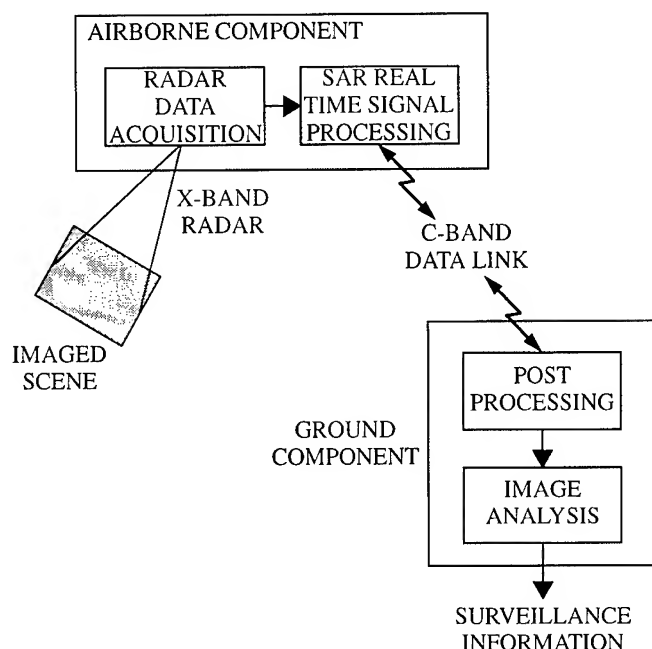 AIRBORNE COMPONENT
RADAR
DATA
ACQUISITION
SAR REAL
TIME SIGNAL
PROCESSING
X-BAND
RADAR
C-BAND
DATA LINK
IMAGED
SCENE
POST
PROCESSING
GROUND
COMPONENT
IMAGE
ANALYSIS
SURVEILLANCE
INFORMATION